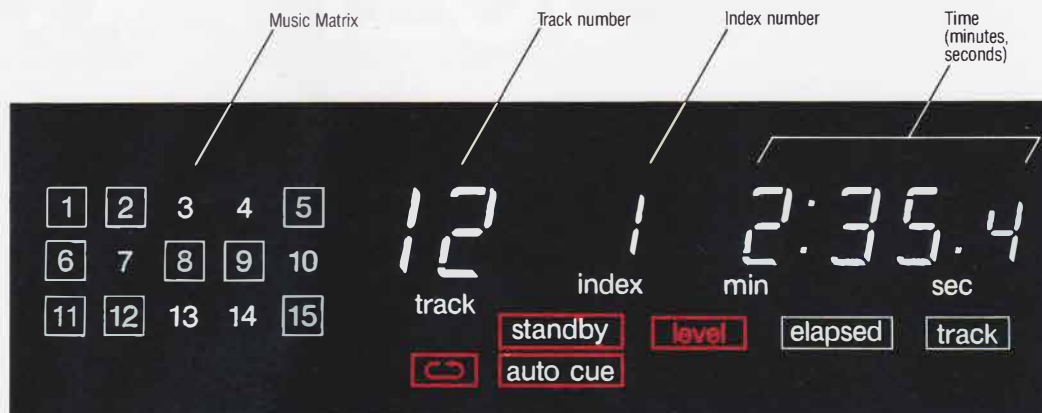 Music Matrix
Track number
Index number
Time
(minutes,
seconds)
1 2 3 4 5
6 7 8 9 10
11 12 13 14 15
12
track
1
index
2:35.4
min sec
standby level elapsed track
auto cue